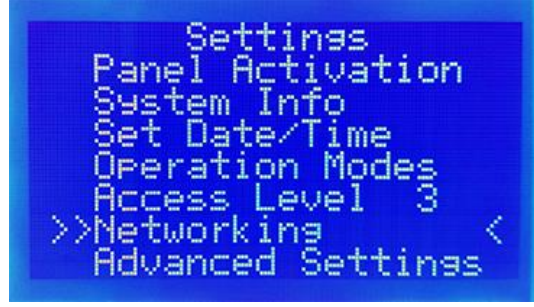 Settings
Panel Activation
System Info
Set Date/Time
Operation Modes
Access Level 3
>>Networking <
Advanced Settings